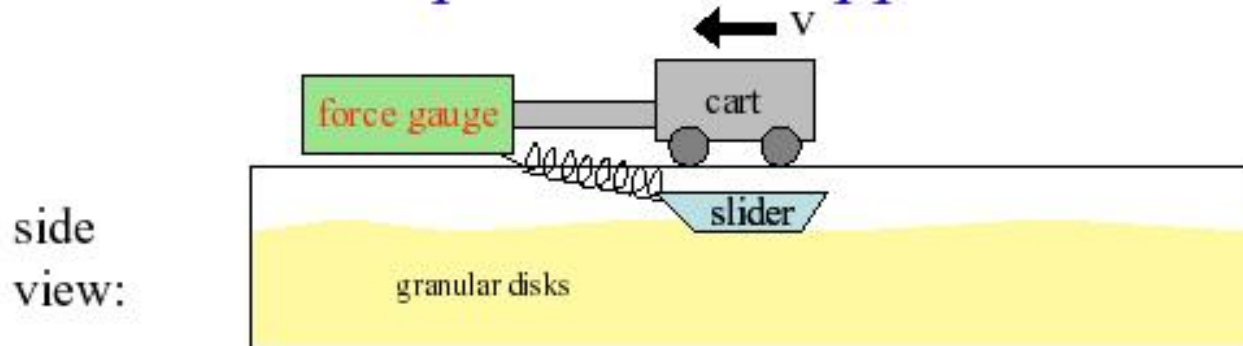 v
force gauge
cart
slider
side
view:
granular disks